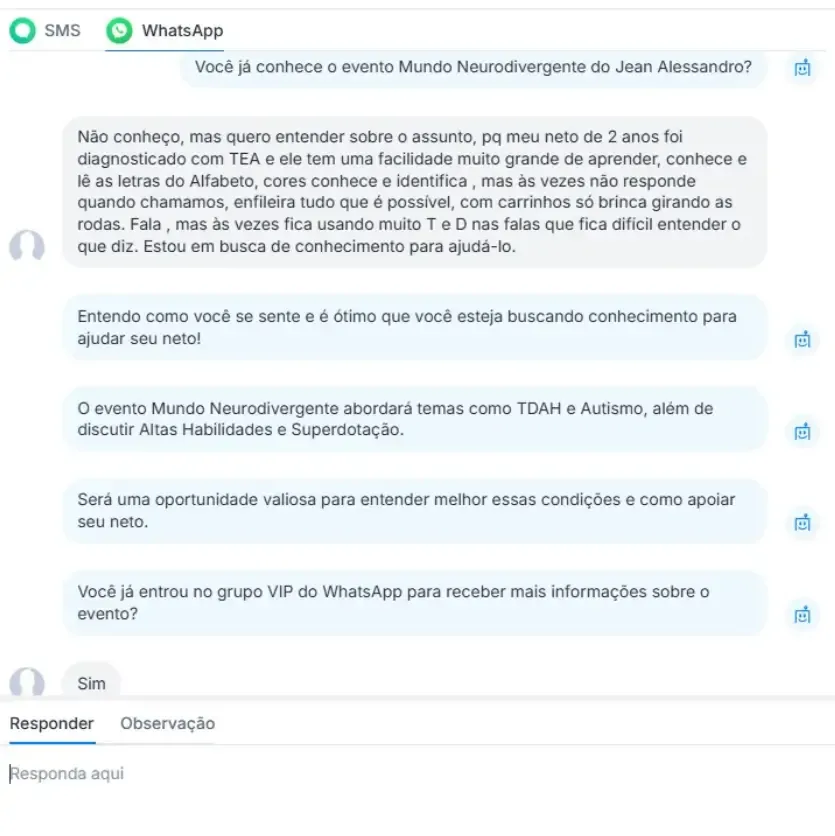 SMS WhatsApp
Você já conhece o evento Mundo Neurodivergente do Jean Alessandro?
Não conheço, mas quero entender sobre o assunto, pq meu neto de 2 anos foi
diagnosticado com TEA e ele tem uma facilidade muito grande de aprender, conhece e
lê as letras do Alfabeto, cores conhece e identifica , mas às vezes não responde
quando chamamos, enfileira tudo que é possível, com carrinhos só brinca girando as
rodas. Fala , mas às vezes fica usando muito T e D nas falas que fica difícil entender o
que diz. Estou em busca de conhecimento para ajudá-lo.
Entendo como você se sente e é ótimo que você esteja buscando conhecimento para
ajudar seu neto!
O evento Mundo Neurodivergente abordará temas como TDAH e Autismo, além de
discutir Altas Habilidades e Superdotação.
Será uma oportunidade valiosa para entender melhor essas condições e como apoiar
seu neto.
Você já entrou no grupo VIP do WhatsApp para receber mais informações sobre o
evento?
Sim
Responder Observação
Responda aqui